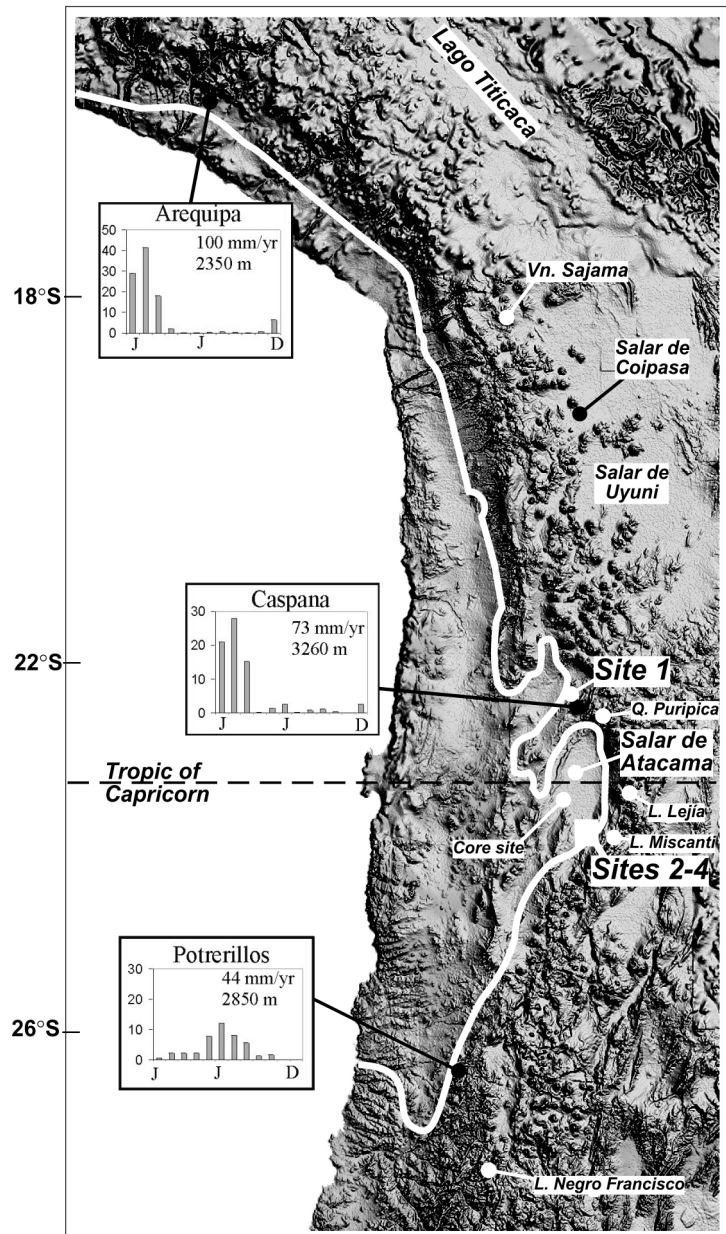 Lago Titicaca
Arequipa
100 mm/yr
2350 m
50
40
30
20
10
0
J
J
D
18°S
Vn. Sajama
Salar de
Coipasa
Salar de
Uyuni
Caspana
73 mm/yr
3260 m
30
20
10
0
J
J
D
22°S
Site 1
Q. Puripica
Salar de
Atacama
Tropic of
Capricorn
L. Lejía
Core site
L. Miscanti
Sites 2-4
Potrerillos
44 mm/yr
2850 m
30
20
10
0
J
J
D
26°S
L. Negro Francisco